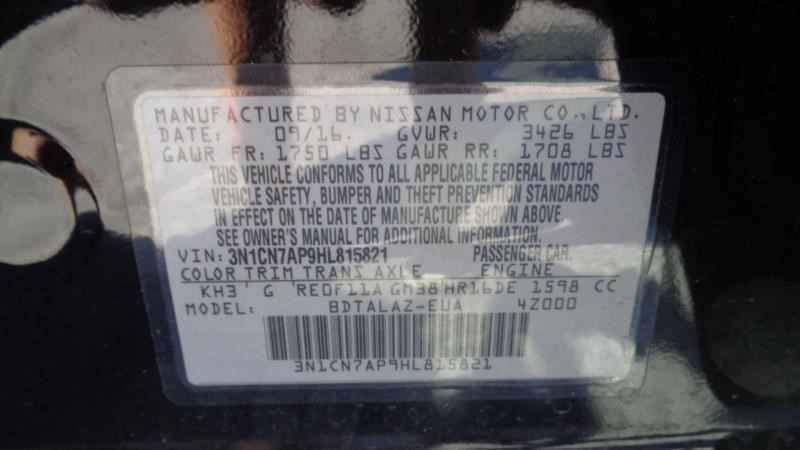 MANUFACTURED BY NISSAN MOTOR CO., LTD.
DATE: 09/16. GVWR: 3426 LBS
GAWR FR: 1750 LBS GAWR RR: 1708 LBS
THIS VEHICLE CONFORMS TO ALL APPLICABLE FEDERAL MOTOR
VEHICLE SAFETY, BUMPER AND THEFT PREVENTION STANDARDS
IN EFFECT ON THE DATE OF MANUFACTURE SHOWN ABOVE.
SEE OWNER'S MANUAL FOR ADDITIONAL INFORMATION.
VIN: 3N1CN7AP9HL815821 PASSENGER CAR.
COLOR TRIM TRANS AXLE ENGINE
KH3 G RE0F11A GM38 HR16DE 1598 CC
MODEL: BDTALAZ-EUA 4Z000
3N1CN7AP9HL815821